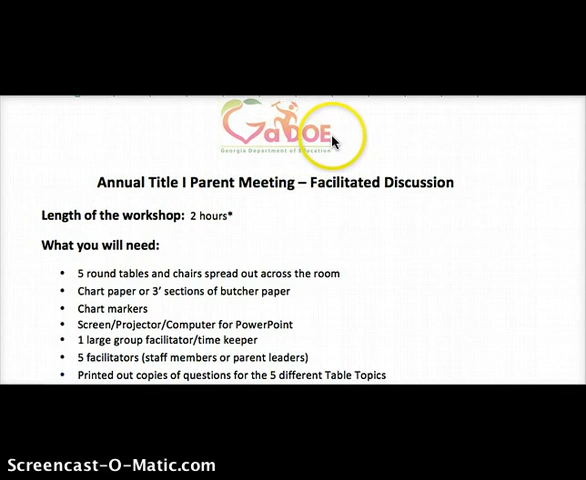 GaDOE
Georgia Department of Education
Annual Title I Parent Meeting – Facilitated Discussion
Length of the workshop: 2 hours*
What you will need:
• 5 round tables and chairs spread out across the room
• Chart paper or 3’ sections of butcher paper
• Chart markers
• Screen/Projector/Computer for PowerPoint
• 1 large group facilitator/time keeper
• 5 facilitators (staff members or parent leaders)
• Printed out copies of questions for the 5 different Table Topics
Screencast-O-Matic.com